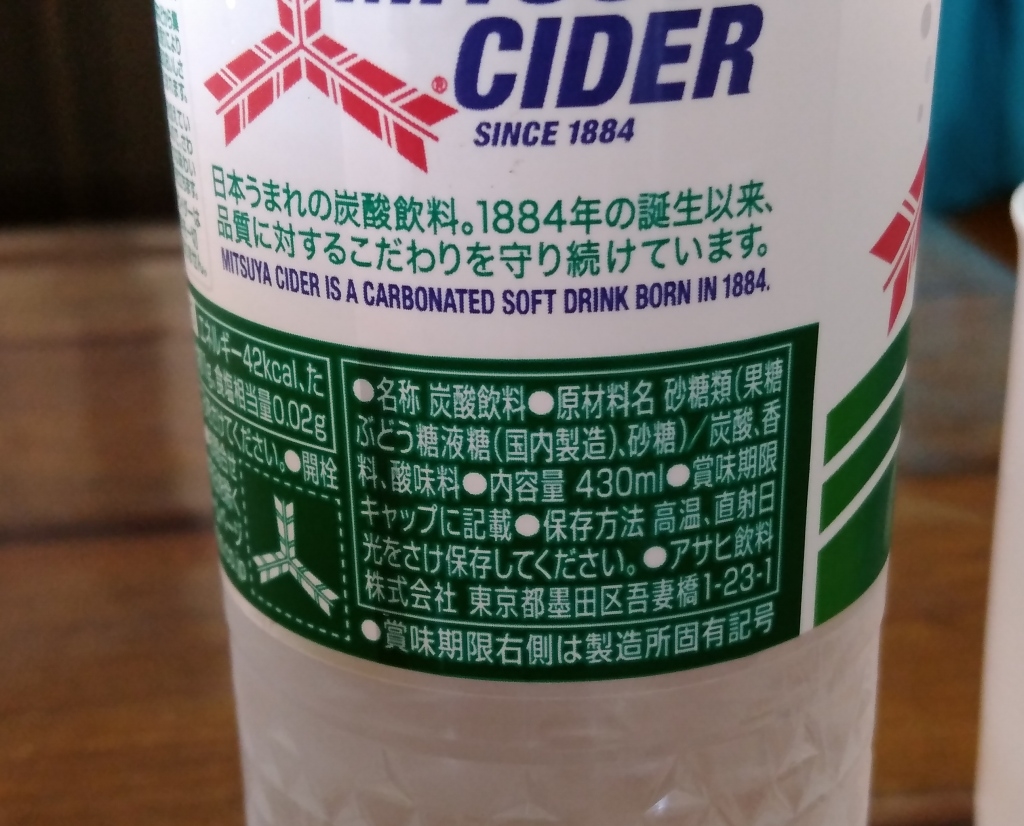 CIDER
®
SINCE 1884
日本うまれの炭酸飲料。1884年の誕生以来、
品質に対するこだわりを守り続けています。
MITSUYA CIDER IS A CARBONATED SOFT DRINK BORN IN 1884.
エネルギー42kcal、た
食塩相当量0.02g
ください。●開栓
●名称 炭酸飲料●原材料名 砂糖類(果糖
ぶどう糖液糖(国内製造)、砂糖)/炭酸、香
料、酸味料●内容量 430ml●賞味期限
キャップに記載●保存方法 高温、直射日
光をさけ保存してください。●アサヒ飲料
株式会社 東京都墨田区吾妻橋1-23-1
●賞味期限右側は製造所固有記号